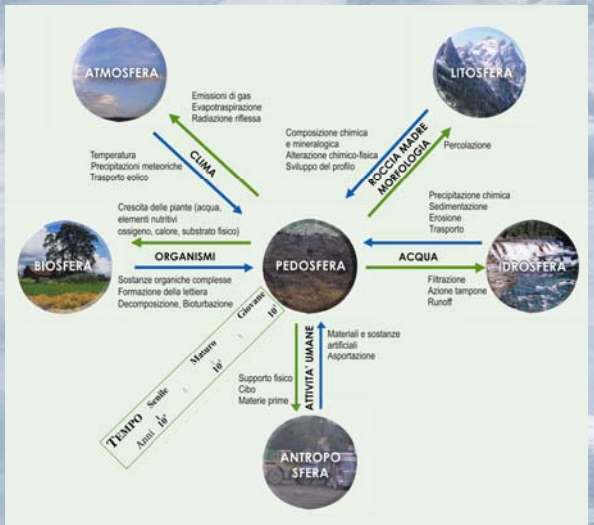 ATMOSFERA
LITOSFERA
Emissioni di gas
Evapotraspirazione
Radiazione riflessa
Composizione chimica
e mineralogica
Alterazione chimico-fisica
Sviluppo del profilo
Percolazione
Temperatura
Precipitazioni meteoriche
Trasporto eolico
CLIMA
ROCCIA MADRE
MORFOLOGIA
Precipitazione chimica
Sedimentazione
Erosione
Trasporto
Crescita delle piante (acqua,
elementi nutritivi
ossigeno, calore, substrato fisico)
BIOSFERA
ORGANISMI
PEDOSFERA
ACQUA
IDROSFERA
Sostanze organiche complesse
Formazione della lettiera
Decomposizione, Bioturbazione
Filtrazione
Azione tampone
Runoff
TEMPO Senile Maturo Giovane
Anni
Materiali e sostanze
artificiali
Asportazione
ATTIVITA' UMANE
Supporto fisico
Cibo
Materie prime
ANTROPO
SFERA